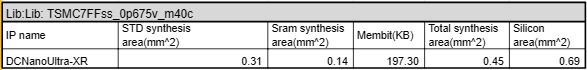 Lib:Lib: TSMC7FFss_0p675v_m40c
IP name STD synthesis area(mm^2) Sram synthesis area(mm^2) Membit(KB) Total synthesis area(mm^2) Silicon area(mm^2)
DCNanoUltra-XR 0.31 0.14 197.30 0.45 0.69